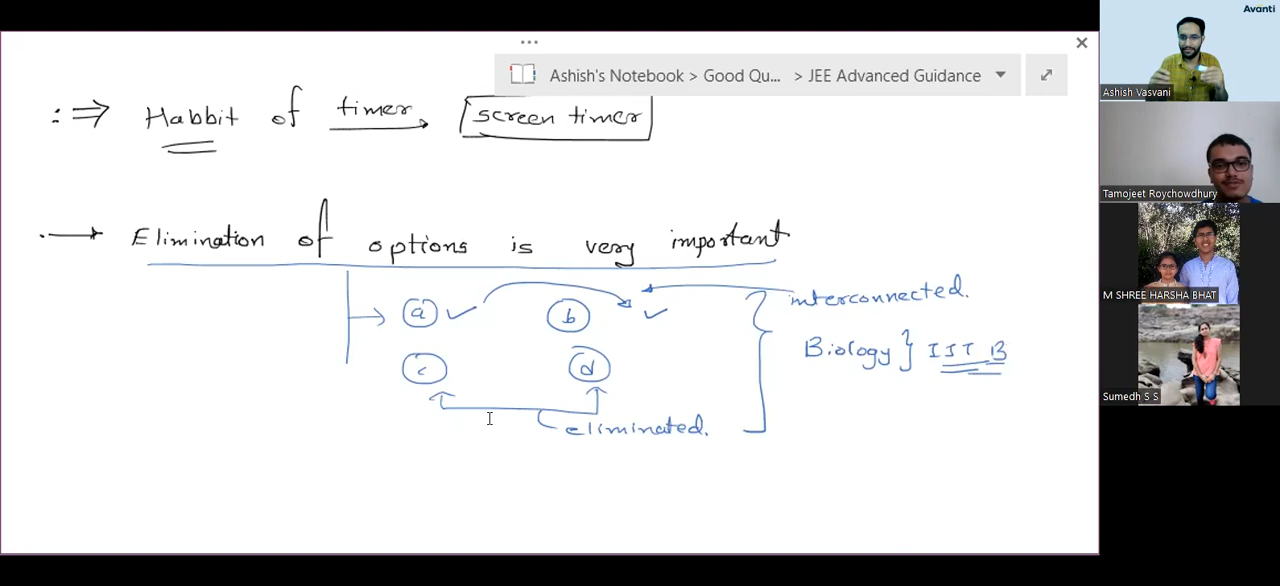 Avanti
Ashish's Notebook > Good Qu... > JEE Advanced Guidance
Ashish Vasvani
:⇒ Habbit of timer → screen timer
Tamojeet Roychowdhury
.→ Elimination of options is very important
→ a ✓ b ✓ interconnected.
M SHREE HARSHA BHAT
Biology } IIT B
c d
Sumedh S S
eliminated.